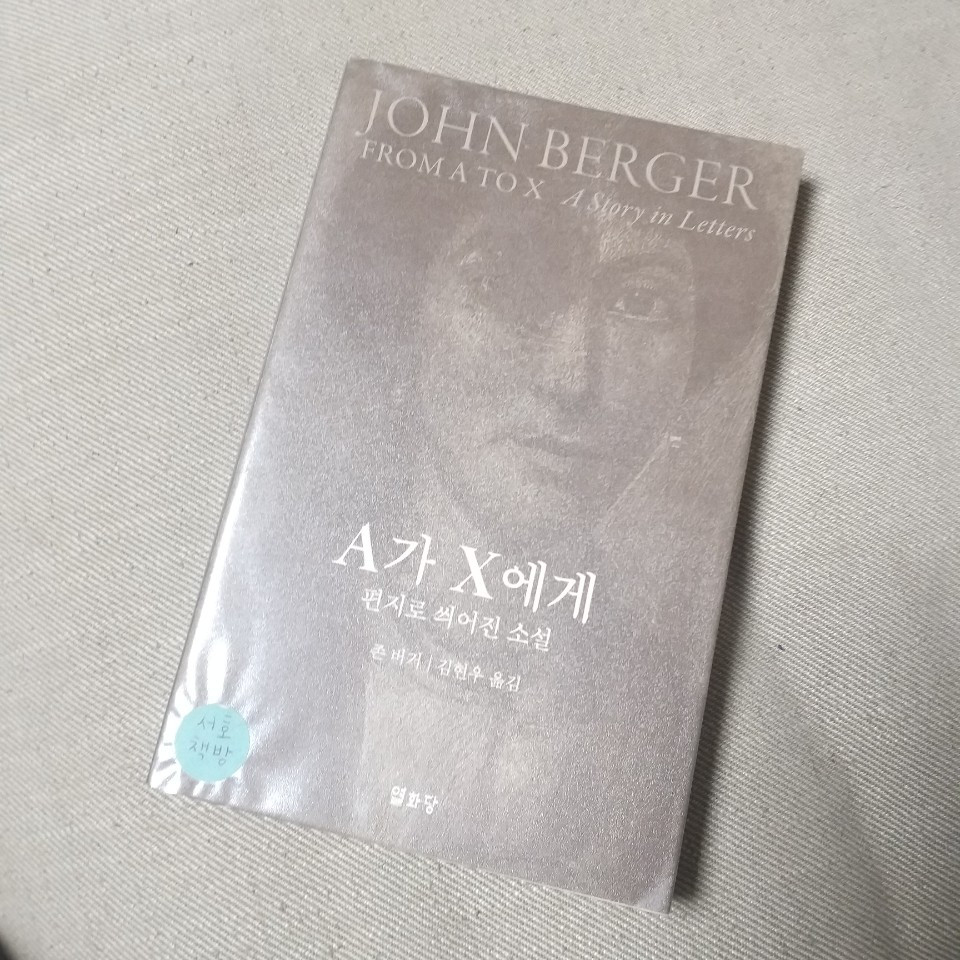 JOHN BERGER
FROM A TO X A Story in Letters
A가 X에게
편지로 씌어진 소설
존 버거 | 김현우 옮김
서호
책방
열화당